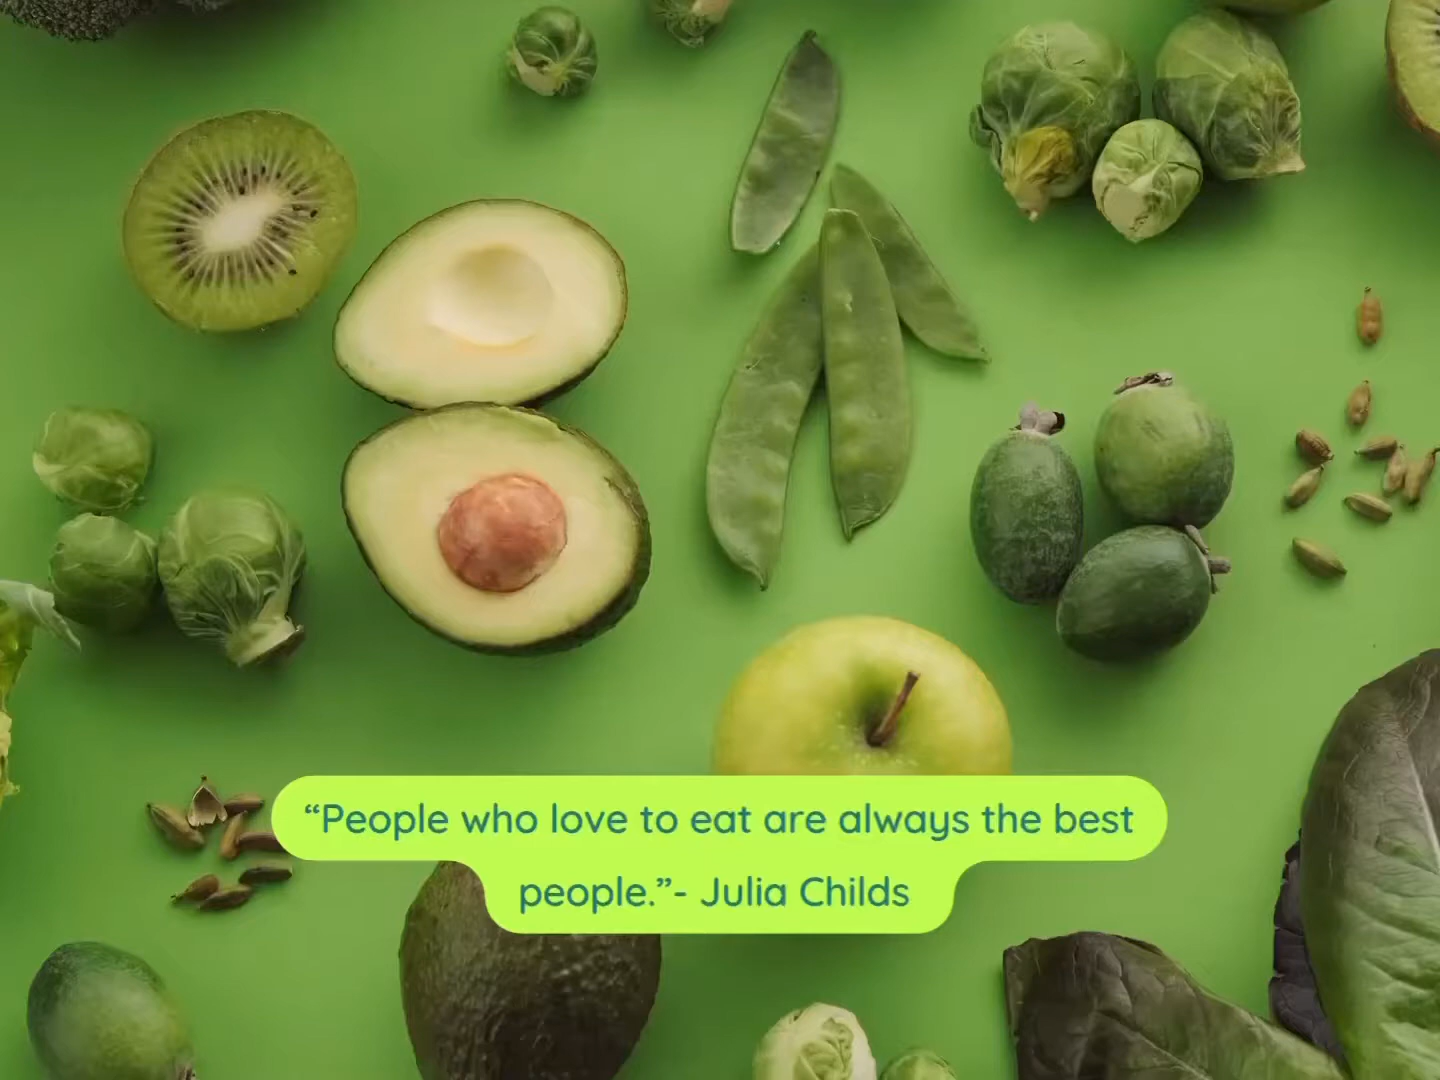 “People who love to eat are always the best
people.”- Julia Childs